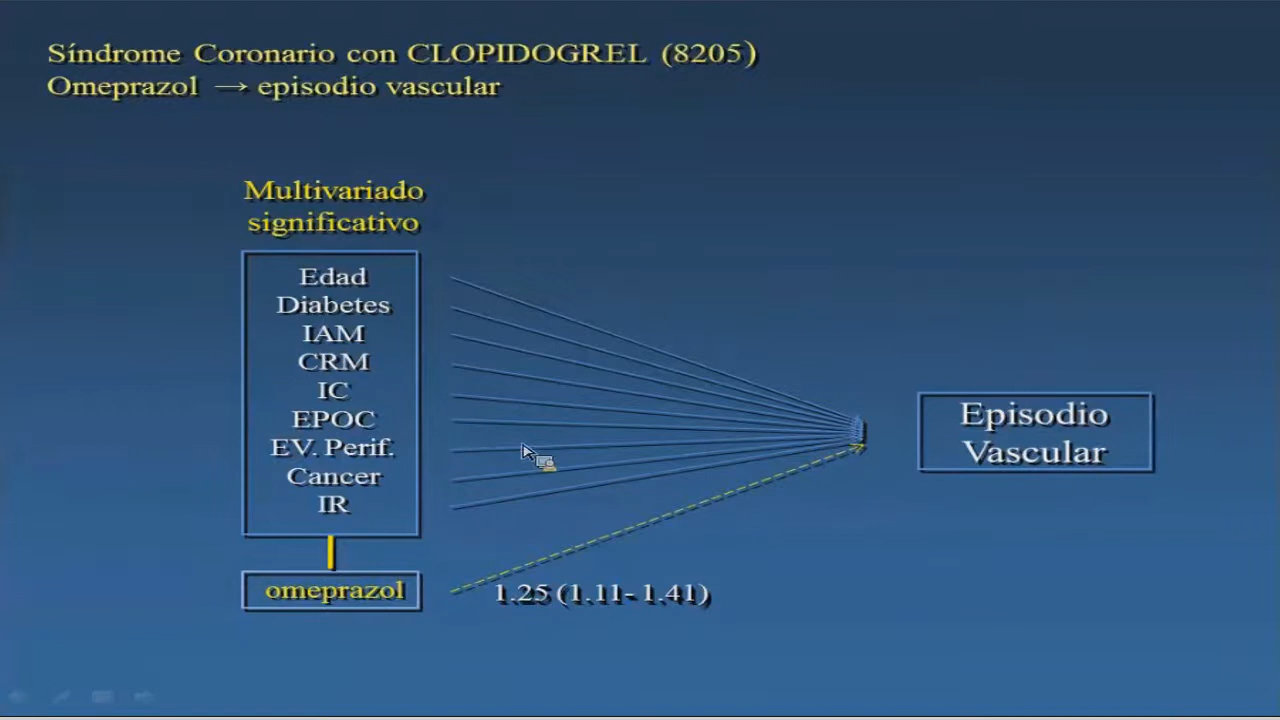 Síndrome Coronario con CLOPIDOGREL (8205)
Omeprazol → episodio vascular
Multivariado
significativo
Edad
Diabetes
IAM
CRM
IC
EPOC
EV. Perif.
Cancer
IR
omeprazol
1.25 (1.11- 1.41)
Episodio
Vascular